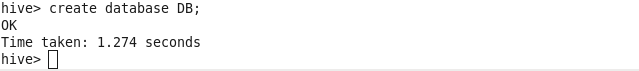 hive> create database DB;
OK
Time taken: 1.274 seconds
hive>